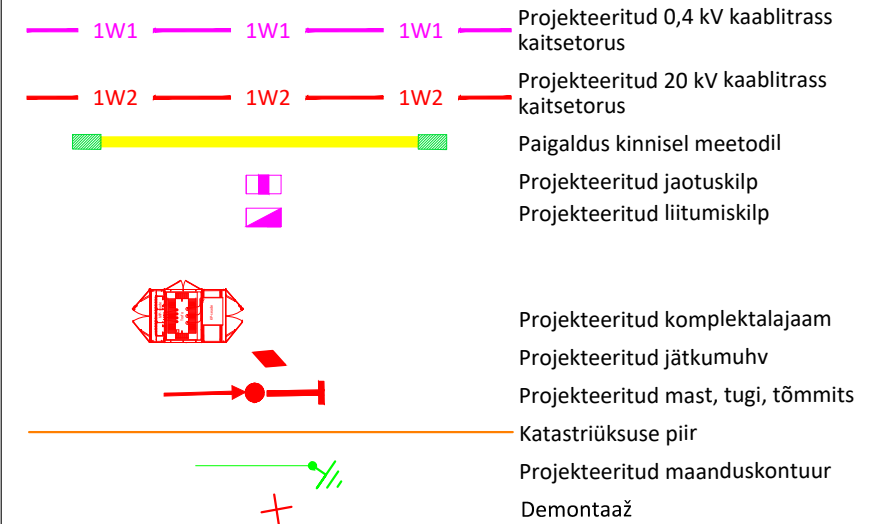 1W1 1W1 1W1 Projekteeritud 0,4 kV kaablitrass
kaitsetorus
1W2 1W2 1W2 Projekteeritud 20 kV kaablitrass
kaitsetorus
Paigaldus kinnisel meetodil
Projekteeritud jaotuskilp
Projekteeritud liitumiskilp
Projekteeritud komplektalajaam
Projekteeritud jätkumuhv
Projekteeritud mast, tugi, tõmmits
Katastriüksuse piir
Projekteeritud maanduskontuur
Demontaaž